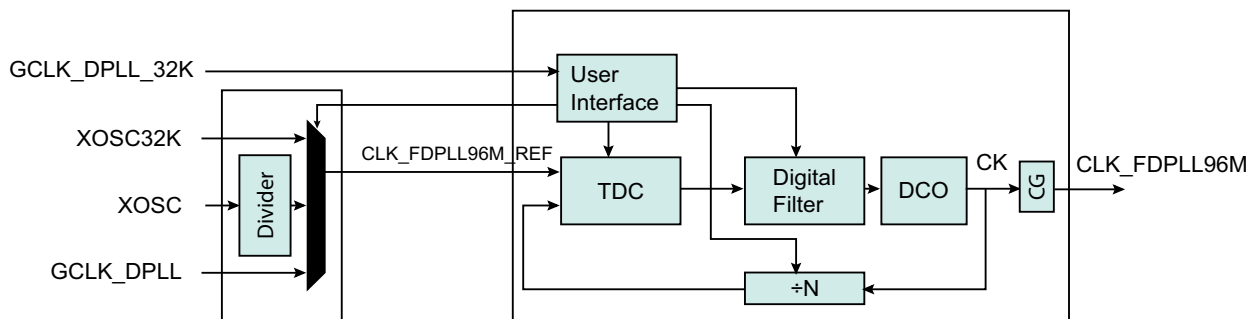 GCLK_DPLL_32K
User
Interface
XOSC32K
CLK_FDPLL96M_REF
CK
CLK_FDPLL96M
XOSC
Divider
TDC
Digital
Filter
DCO
CG
GCLK_DPLL
÷N